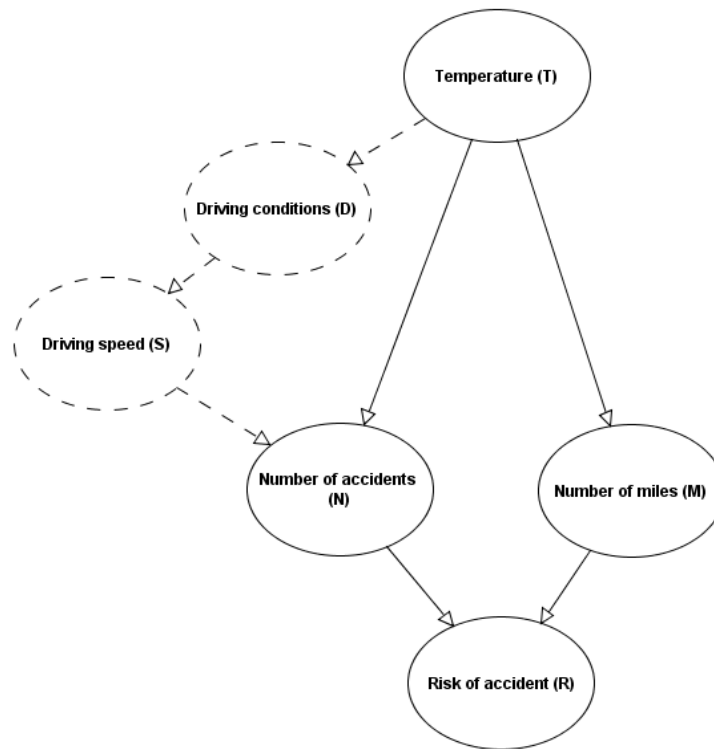 Temperature (T)
Driving conditions (D)
Driving speed (S)
Number of accidents
(N)
Number of miles (M)
Risk of accident (R)